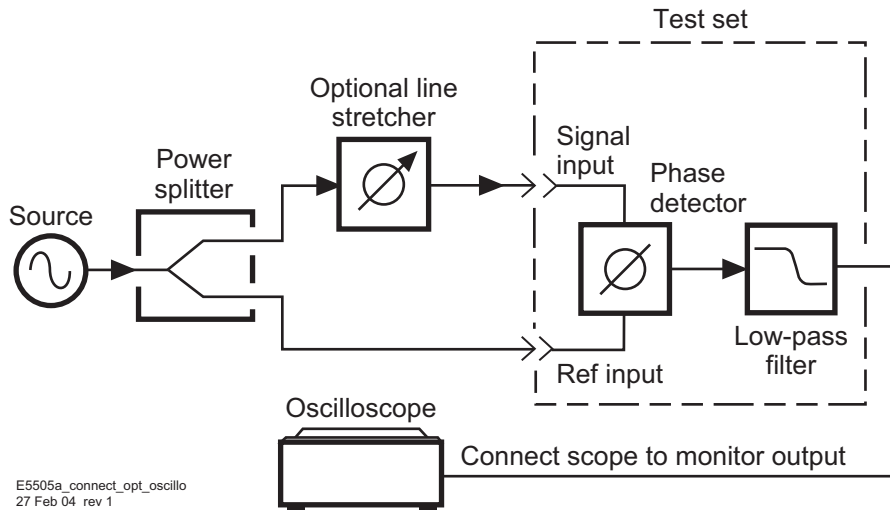 Test set
Optional line
stretcher
Signal
input
Power
splitter
Phase
detector
Source
Low-pass
filter
Ref input
Oscilloscope
Connect scope to monitor output
E5505a_connect_opt_oscillo
27 Feb 04 rev 1